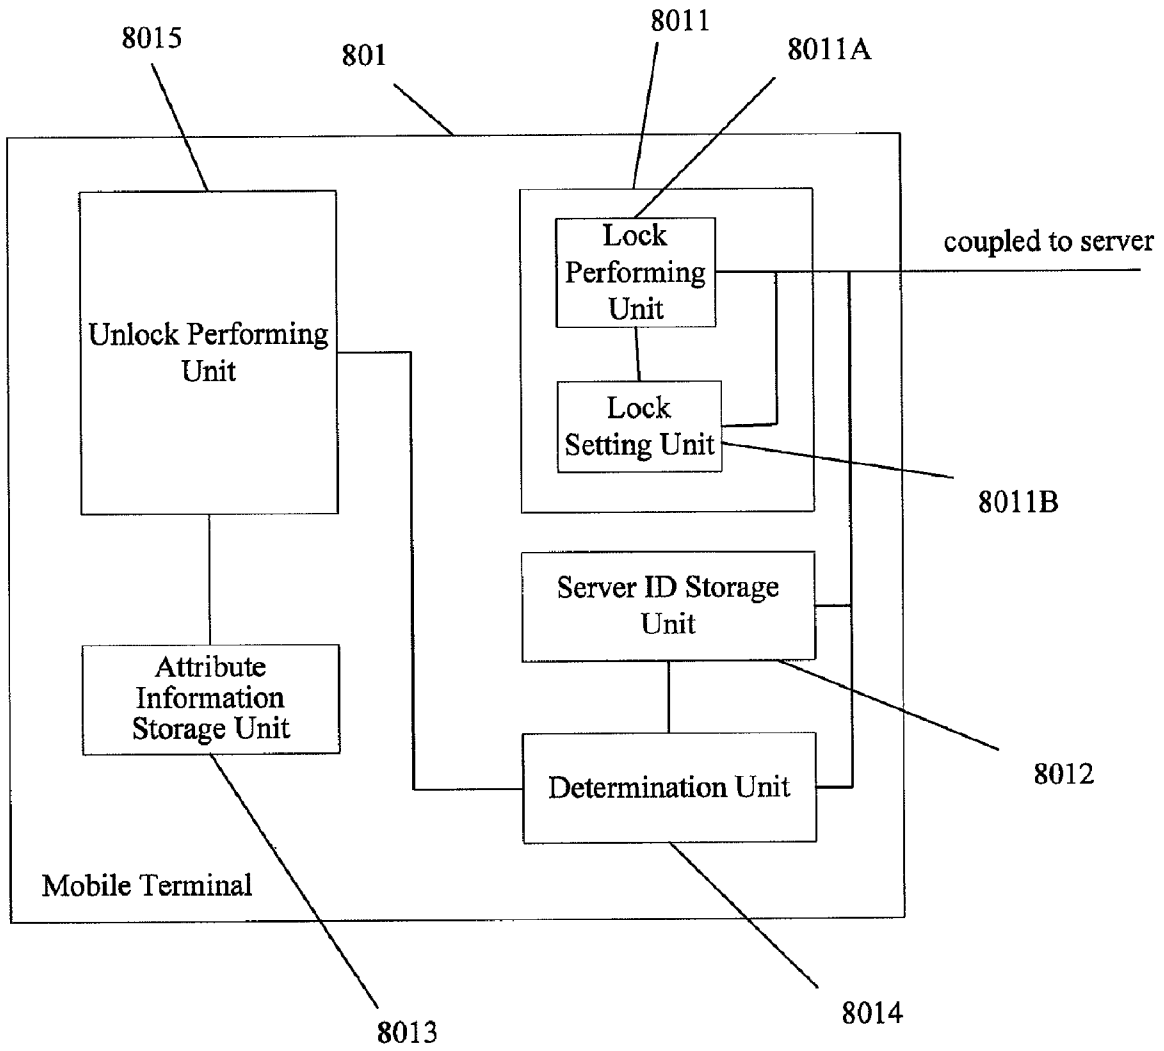 8015
801
8011
8011A
Lock
Performing
Unit
coupled to server
Unlock Performing
Unit
Lock
Setting Unit
8011B
Server ID Storage
Unit
Attribute
Information
Storage Unit
Determination Unit
8012
Mobile Terminal
8014
8013